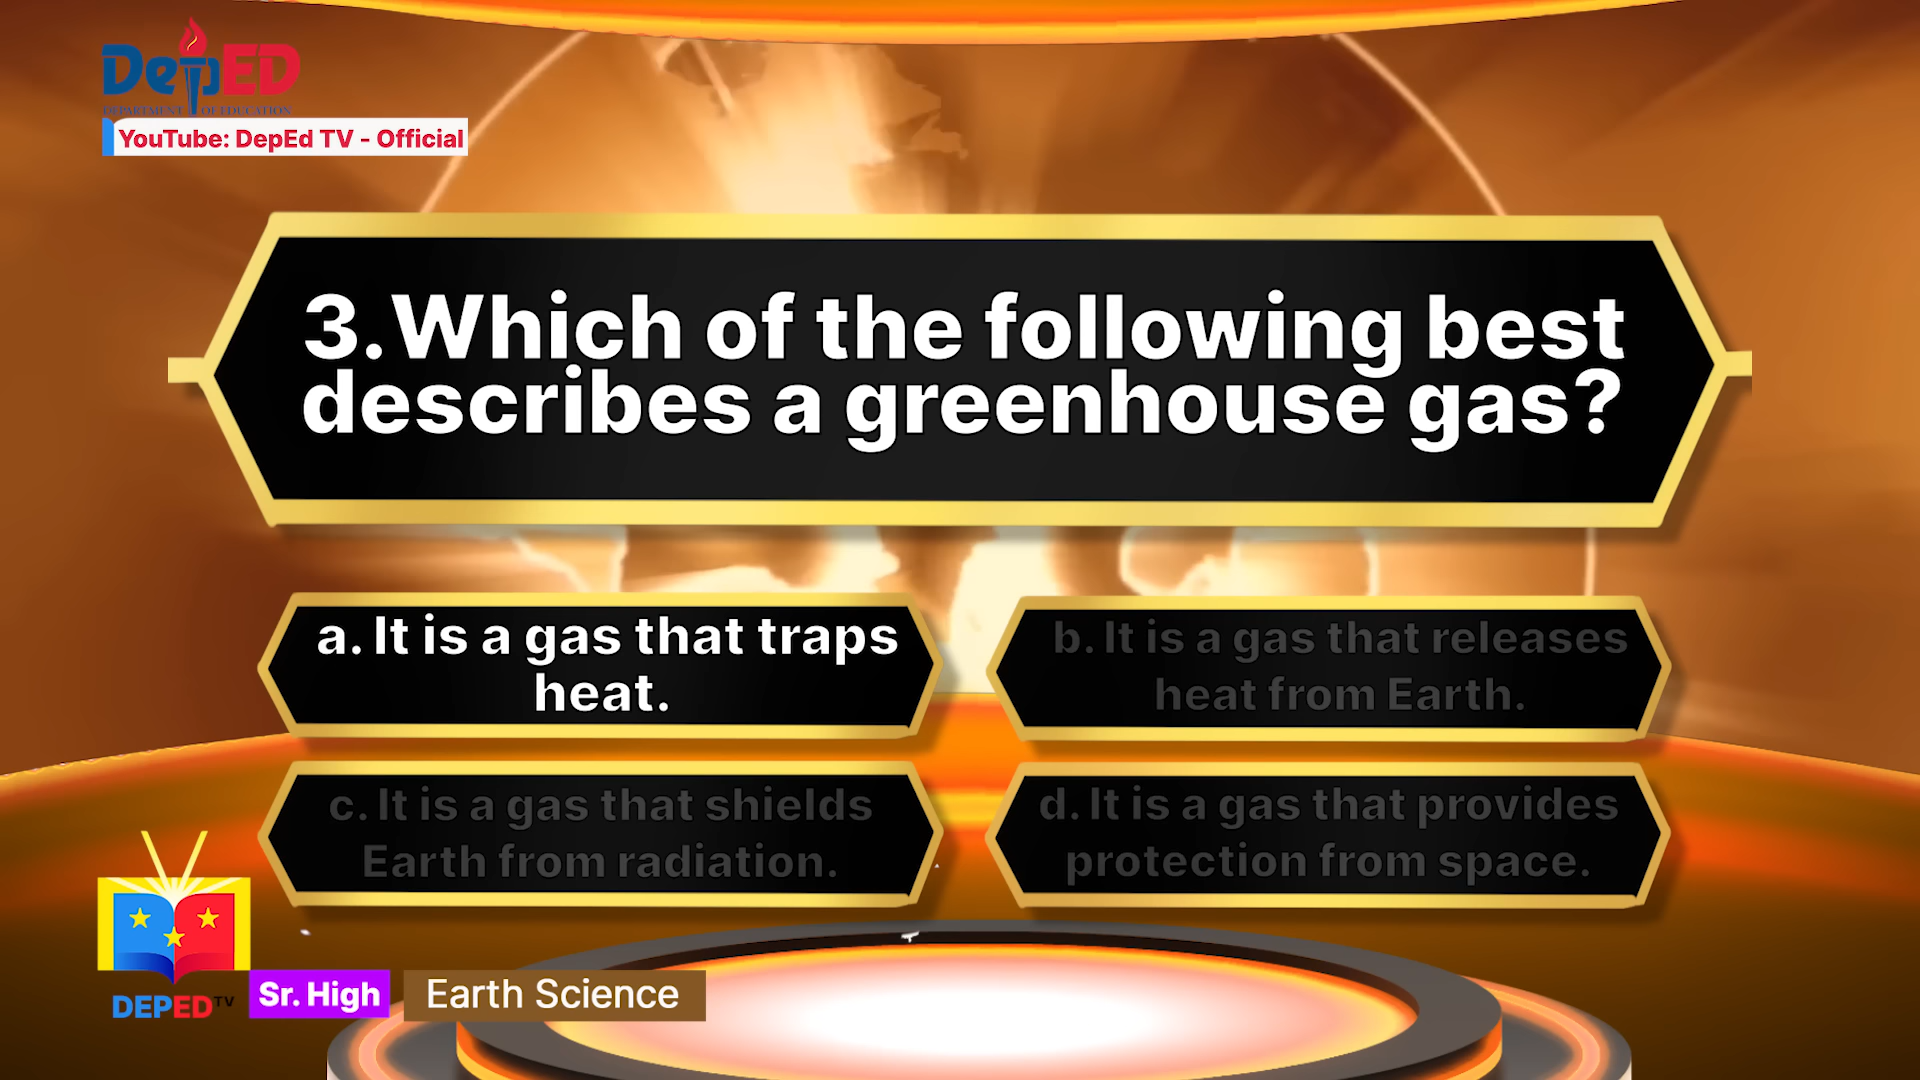 DepED
DEPARTMENT OF EDUCATION
YouTube: DepEd TV - Official
3. Which of the following best
describes a greenhouse gas?
a. It is a gas that traps
heat.
b. It is a gas that releases
heat from Earth.
c. It is a gas that shields
Earth from radiation.
d. It is a gas that provides
protection from space.
DEPED TV
Sr. High
Earth Science